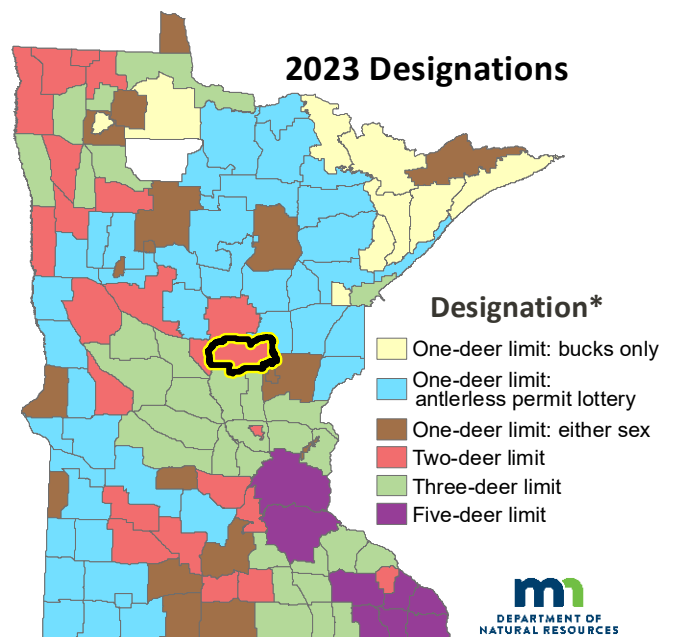 2023 Designations
Designation*
One-deer limit: bucks only
One-deer limit:
antlerless permit lottery
One-deer limit: either sex
Two-deer limit
Three-deer limit
Five-deer limit
DEPARTMENT OF
NATURAL RESOURCES